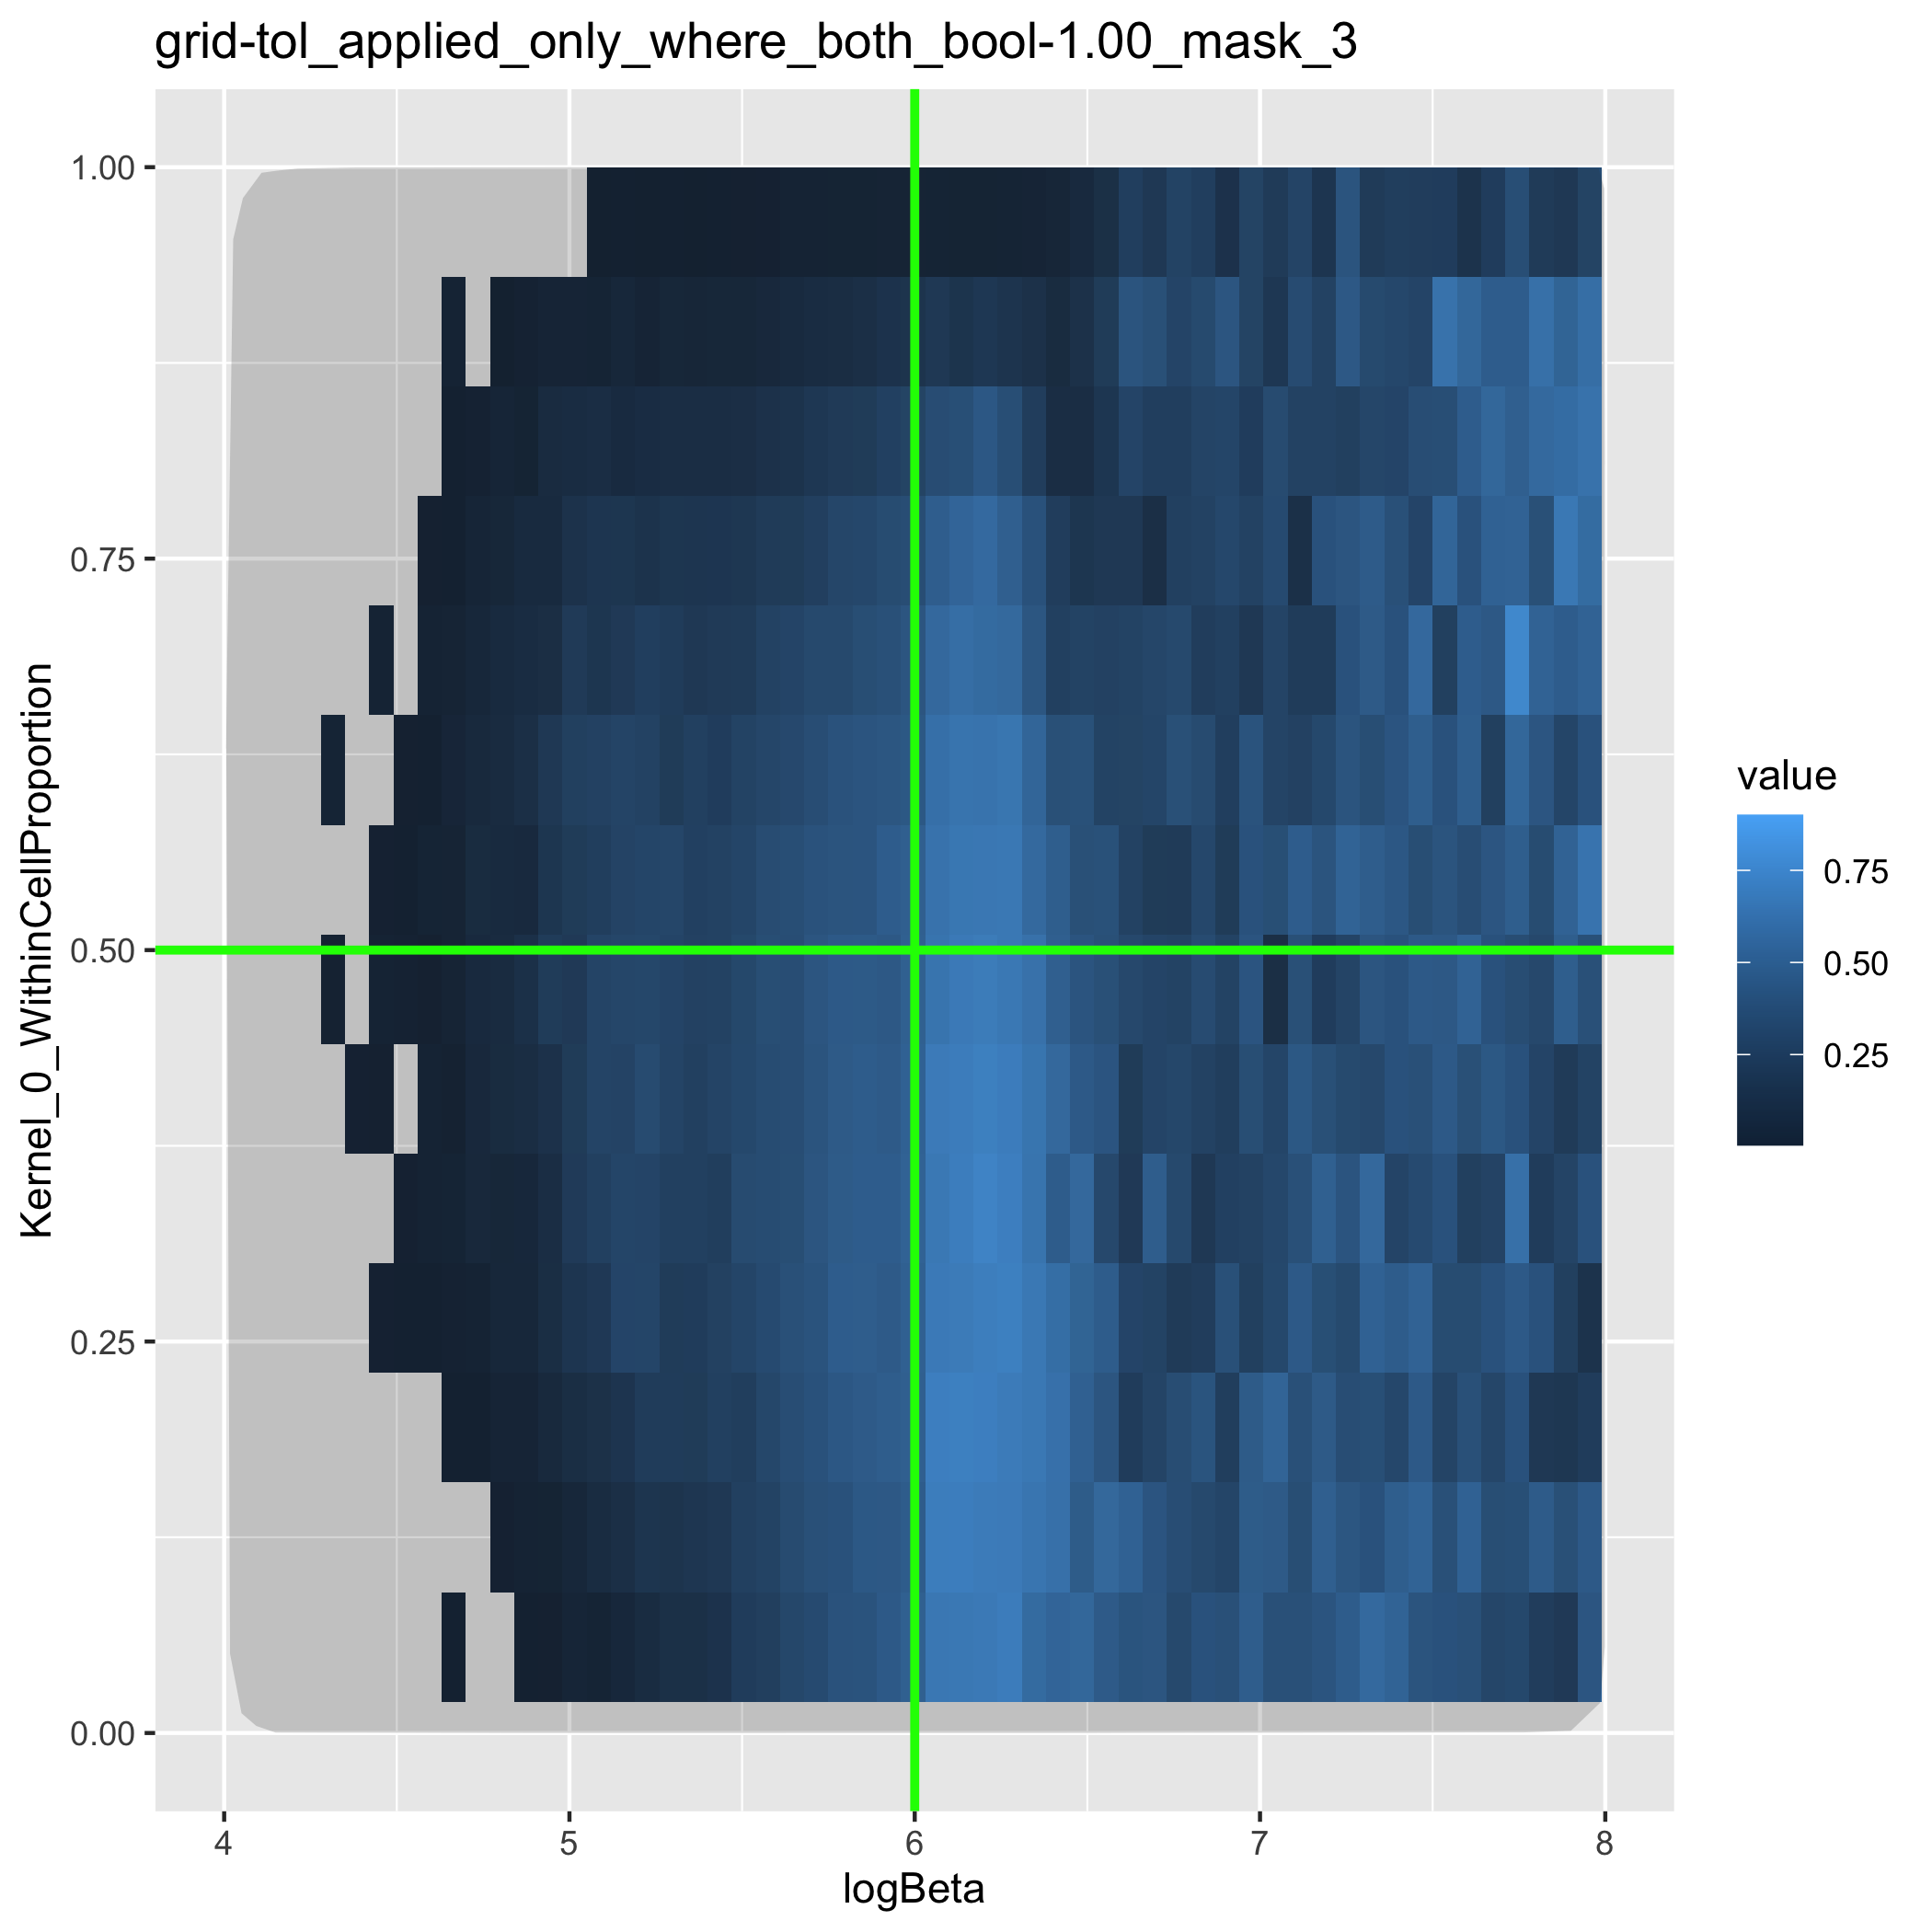 grid-tol_applied_only_where_both_bool-1.00_mask_3
1.00
0.75
0.50
0.25
0.00
Kernel_0_WithinCellProportion
4 5 6 7 8
logBeta
value
0.75
0.50
0.25